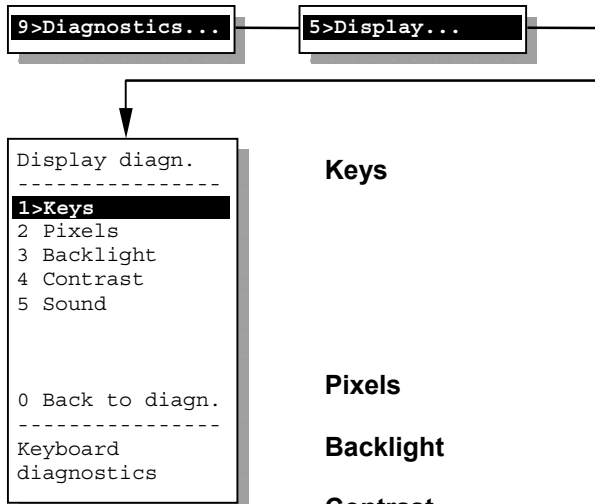 9>Diagnostics...
5>Display...
Display diagn.
----------------
1>Keys
2 Pixels
3 Backlight
4 Contrast
5 Sound
0 Back to diagn.
----------------
Keyboard
diagnostics
Keys
Pixels
Backlight
Contrast